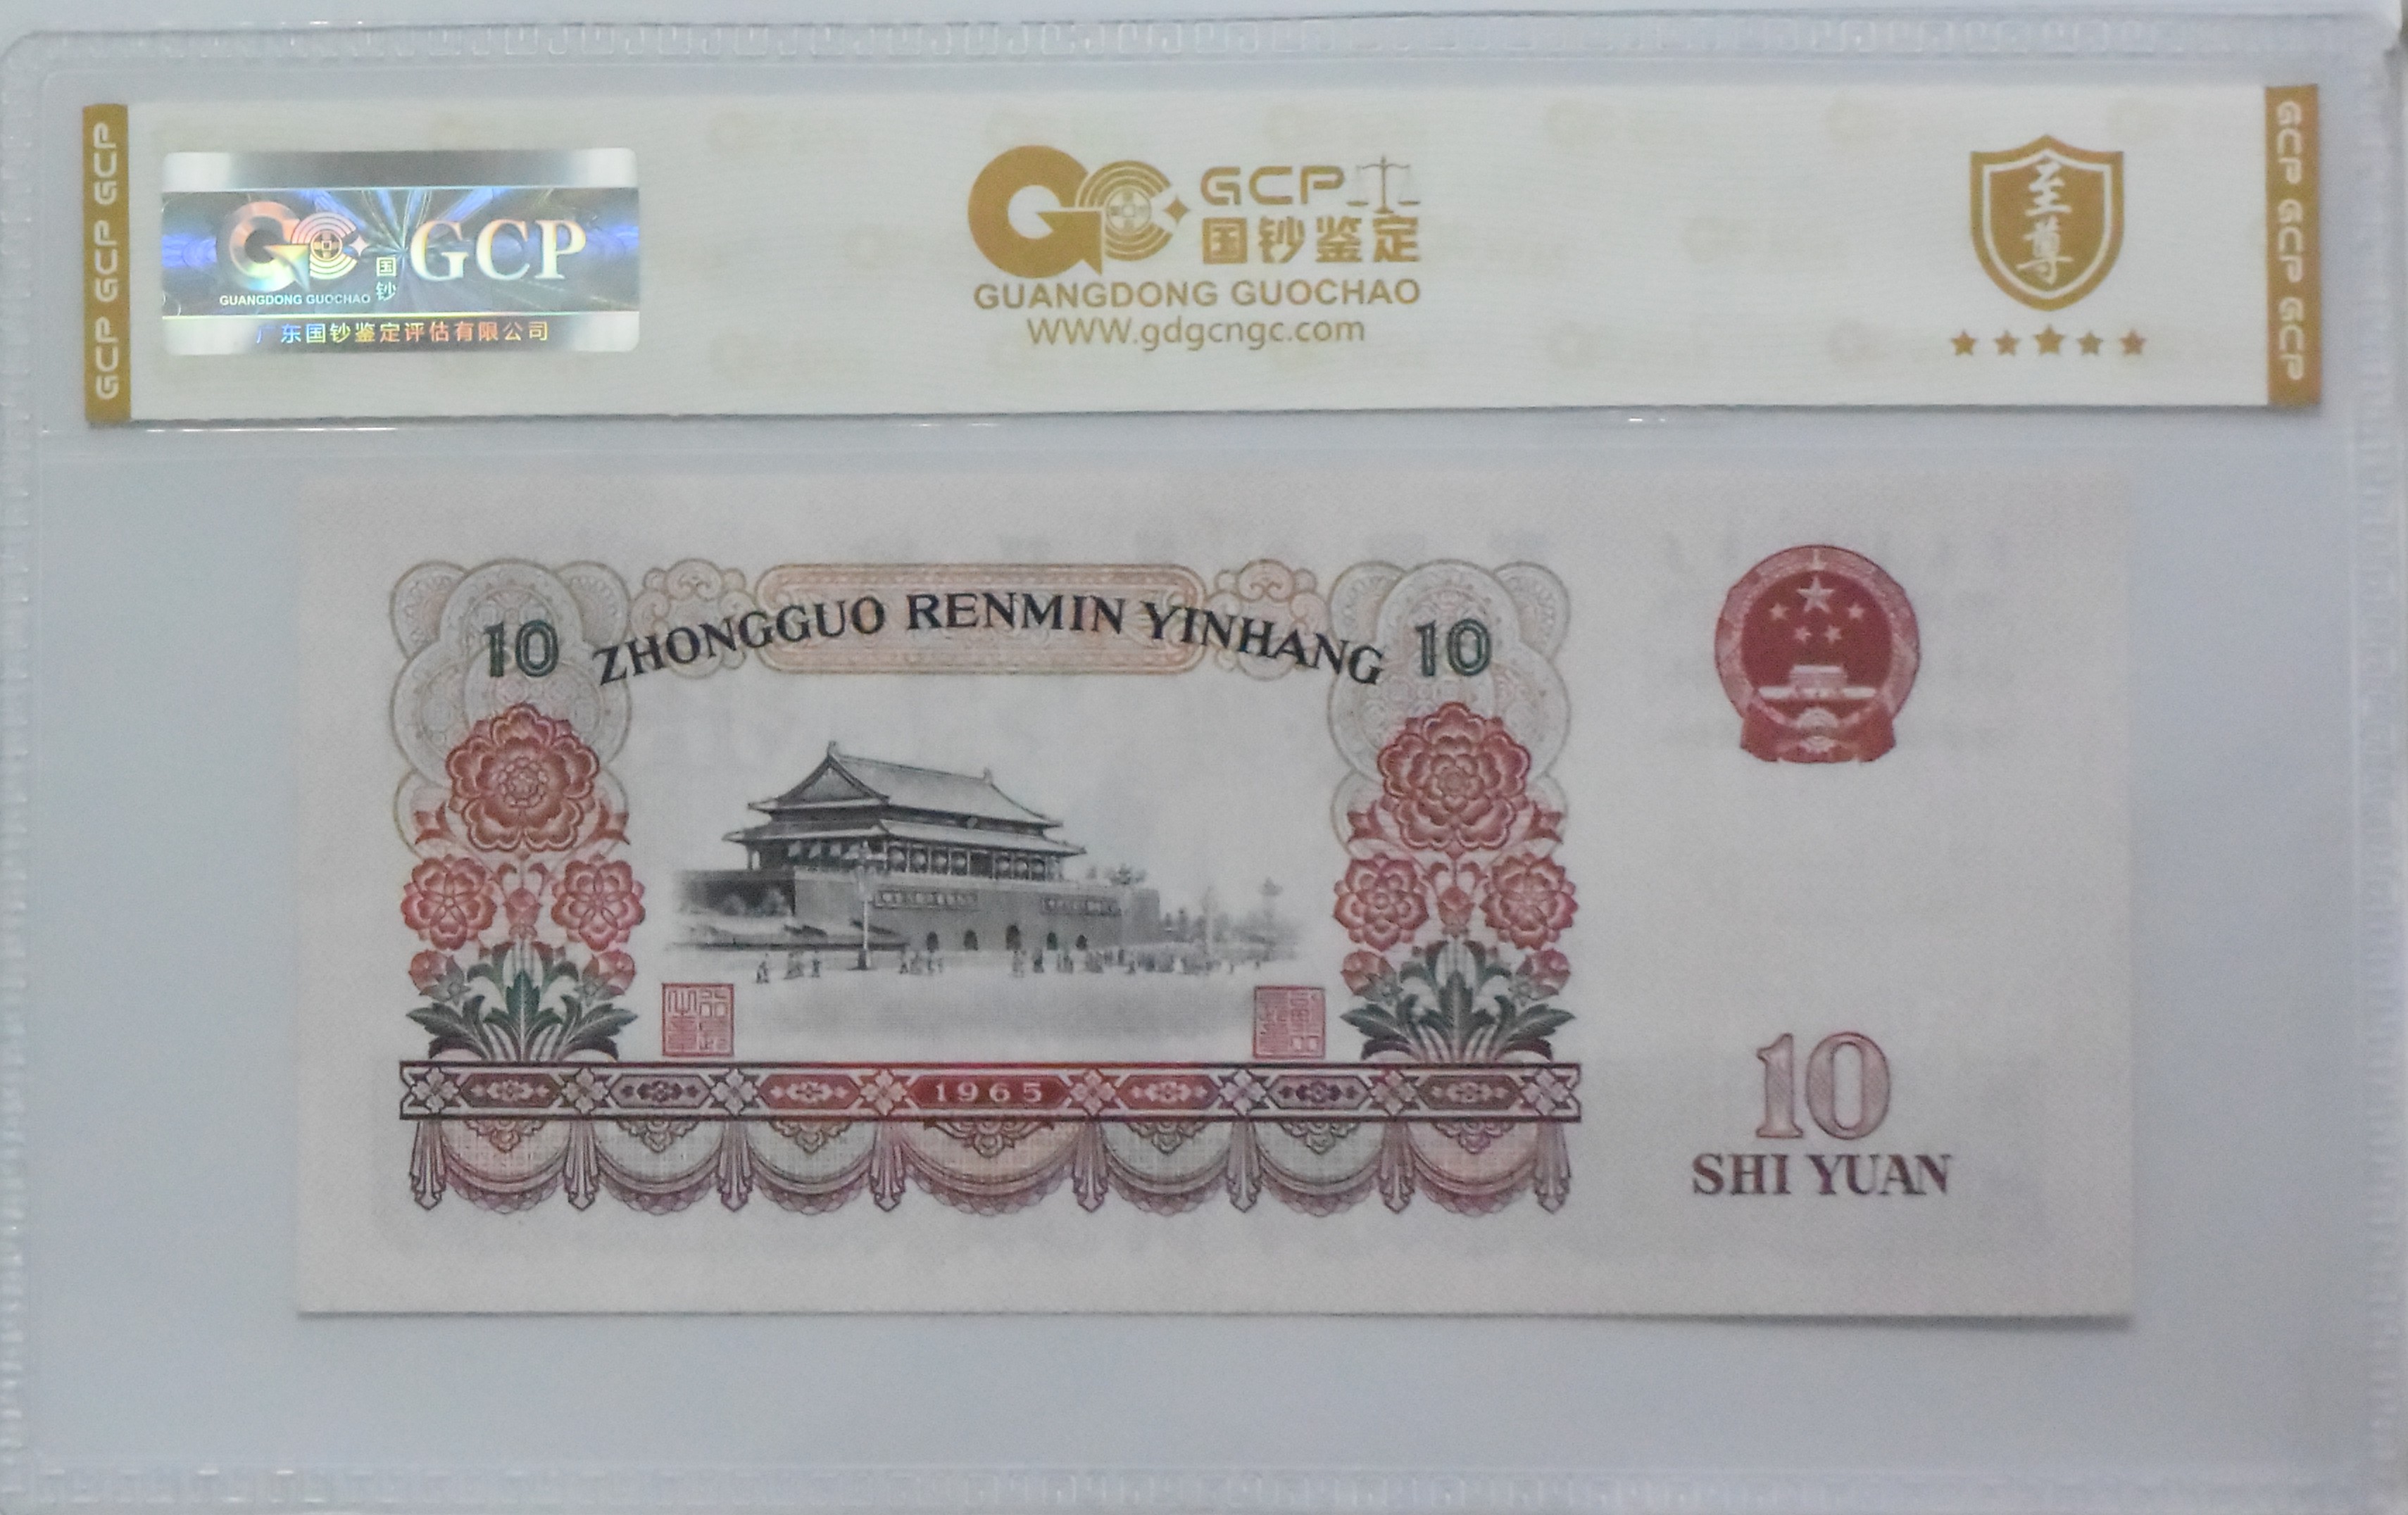 GCP GCP GCP
国钞 GCP
GUANGDONG GUOCHAO
广东国钞鉴定评估有限公司
GCP
国钞鉴定
GUANGDONG GUOCHAO
WWW.gdgcngc.com
至尊
GCP GCP GCP
10 ZHONGGUO RENMIN YINHANG 10
1965
10
SHI YUAN